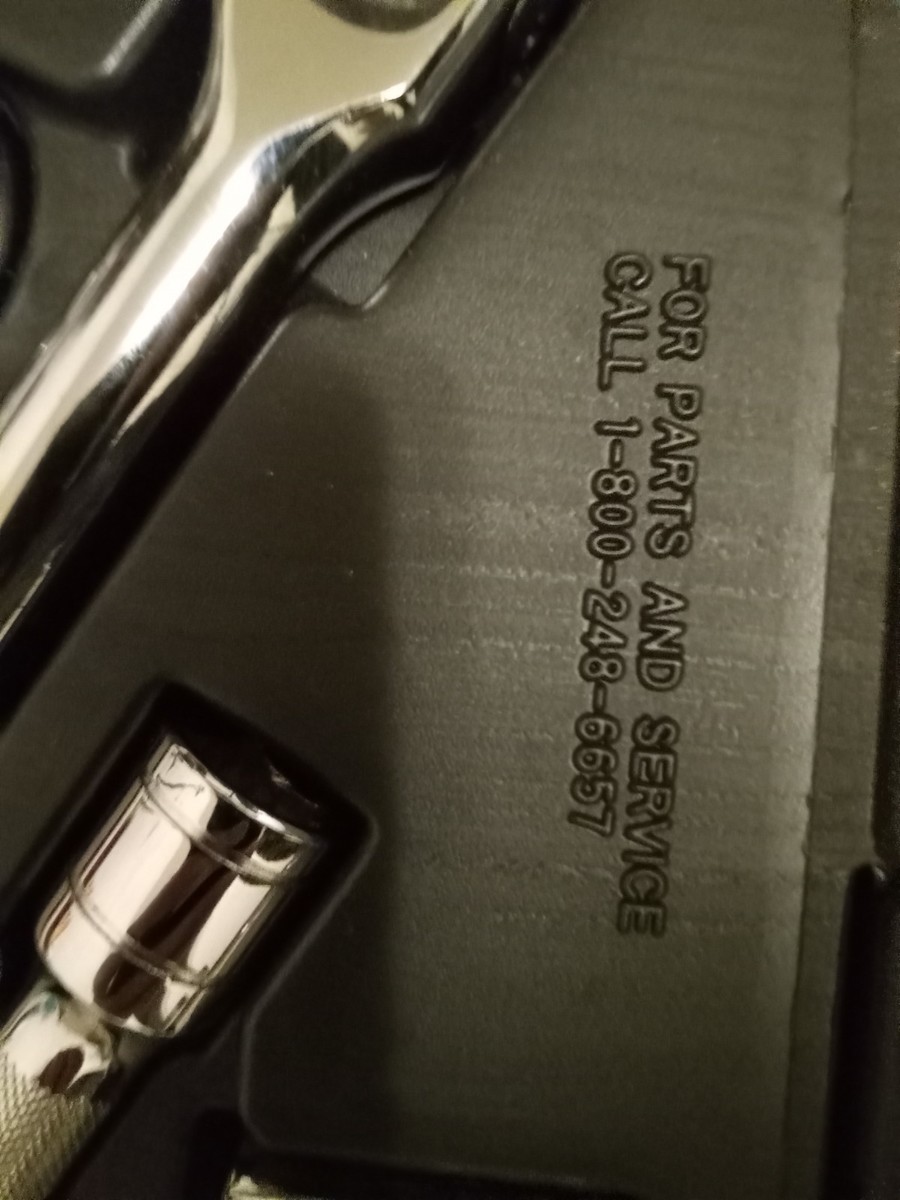 FOR PARTS AND SERVICE
CALL 1-800-248-6657